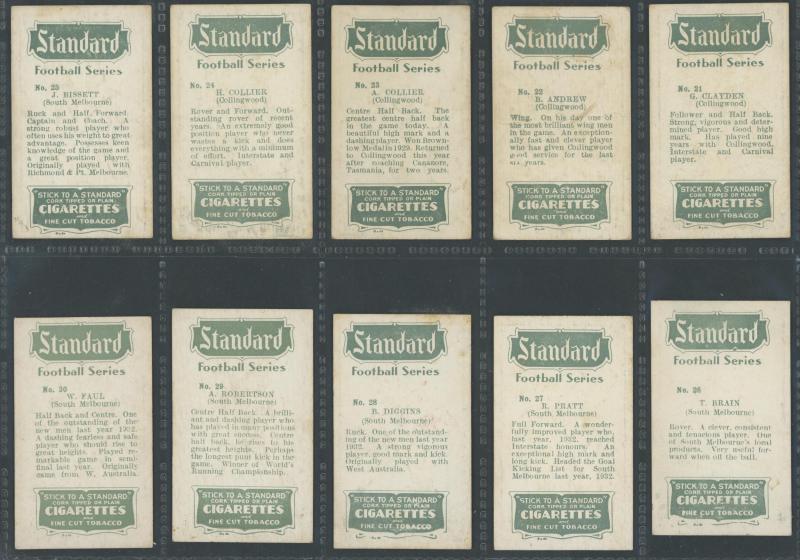 Standard
Football Series
No. 25
J. BISSETT
(South Melbourne)
Ruck and Half Forward.
Captain and Coach. A
strong robust player who
often uses his weight to great
advantage. Possesses keen
knowledge of the game and
a great position player.
Originally played with
Richmond & Pt. Melbourne.
"STICK TO A STANDARD"
CORK TIPPED OR PLAIN
CIGARETTES
and
FINE CUT TOBACCO
Standard
Football Series
No. 24
H. COLLIER
(Collingwood)
Rover and Forward. Out-
standing rover of recent
years. An extremely good
position player who never
wastes a kick and does
everything with a minimum
of effort. Interstate and
Carnival player.
"STICK TO A STANDARD"
CORK TIPPED OR PLAIN
CIGARETTES
and
FINE CUT TOBACCO
Standard
Football Series
No. 23
A. COLLIER
(Collingwood)
Centre Half Back. The
greatest centre half back
in the game today. A
beautiful high mark and a
dashing player. Won Brown-
low Medal in 1929. Returned
to Collingwood this year
after coaching Cananore,
Tasmania, for two years.
"STICK TO A STANDARD"
CORK TIPPED OR PLAIN
CIGARETTES
and
FINE CUT TOBACCO
Standard
Football Series
No. 22
B. ANDREW
(Collingwood)
Wing. On his day one of
the most brilliant wing men
in the game. An exception-
ally fast and clever player
who has given Collingwood
good service for the last
six years.
"STICK TO A STANDARD"
CORK TIPPED OR PLAIN
CIGARETTES
and
FINE CUT TOBACCO
Standard
Football Series
No. 21
G. CLAYDEN
(Collingwood)
Follower and Half Back.
Strong, vigorous and deter-
mined player. Good high
mark. Has played nine
years with Collingwood,
Interstate and Carnival
player.
"STICK TO A STANDARD"
CORK TIPPED OR PLAIN
CIGARETTES
and
FINE CUT TOBACCO
Standard
Football Series
No. 30
W. FAUL
(South Melbourne)
Half Back and Centre. One
of the outstanding of the
new men last year 1932.
A dashing fearless and safe
player who should rise to
great heights. Played re-
markable game in semi-
final last year. Originally
came from W. Australia.
"STICK TO A STANDARD"
CORK TIPPED OR PLAIN
CIGARETTES
and
FINE CUT TOBACCO
Standard
Football Series
No. 29
A. ROBERTSON
(South Melbourne)
Centre Half Back. A brilli-
ant and dashing player who
has played in many positions
with great success. Centre
half back, he rises to his
greatest heights. Perhaps
the longest punt kick in the
game. Winner of World's
Running Championship.
"STICK TO A STANDARD"
CORK TIPPED OR PLAIN
CIGARETTES
and
FINE CUT TOBACCO
Standard
Football Series
No. 28
B. DIGGINS
(South Melbourne)
Ruck. One of the outstand-
ing of the new men last year
1932. A strong vigorous
player, good mark and kick.
Originally played with
West Australia.
"STICK TO A STANDARD"
CORK TIPPED OR PLAIN
CIGARETTES
and
FINE CUT TOBACCO
Standard
Football Series
No. 27
R. PRATT
(South Melbourne)
Full Forward. A wonder-
fully improved player who,
last year, 1932, reached
Interstate honours. An
exceptional high mark and
long kick. Headed the Goal
Kicking List for South
Melbourne last year, 1932.
"STICK TO A STANDARD"
CORK TIPPED OR PLAIN
CIGARETTES
and
FINE CUT TOBACCO
Standard
Football Series
No. 26
T. BRAIN
(South Melbourne)
Rover. A clever, consistent
and tenacious player. One
of South Melbourne's local
products. Very useful for-
ward when off the ball.
"STICK TO A STANDARD"
CORK TIPPED OR PLAIN
CIGARETTES
and
FINE CUT TOBACCO